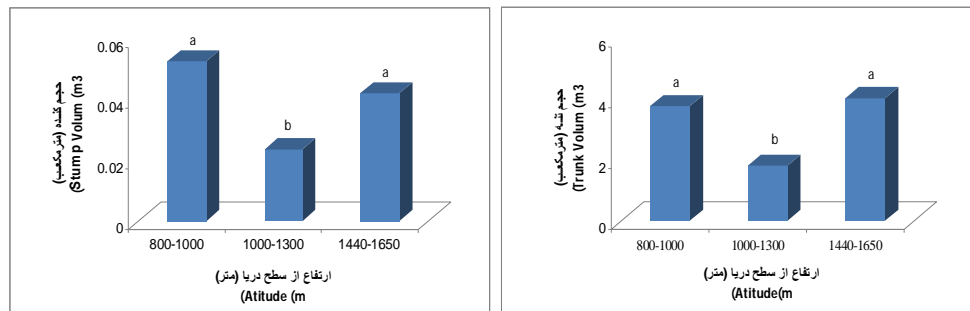 0.06
0.04
0.02
0
a
b
a
800-1000
1000-1300
1440-1650
حجم کنده (مترمکعب)
(Stump Volum (m3
ارتفاع از سطح دریا (متر)
(Atitude (m
6
4
2
0
a
b
a
800-1000
1000-1300
1440-1650
حجم تنه (مترمکعب)
(Trunk Volum (m3
ارتفاع از سطح دریا (متر)
(Atitude(m